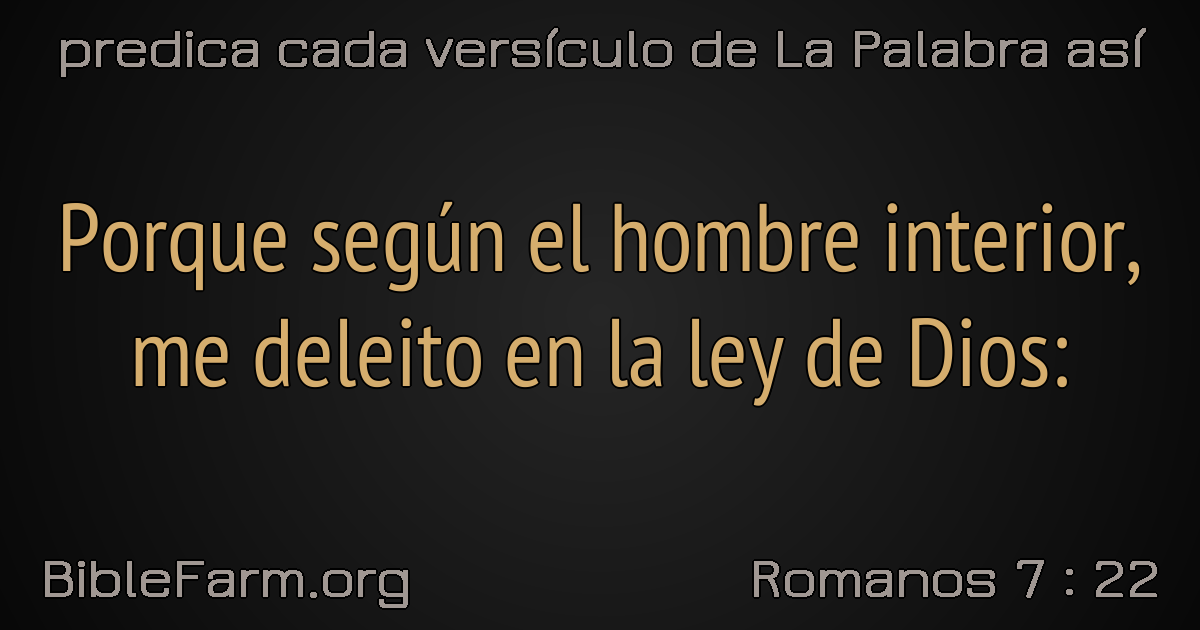 predica cada versículo de La Palabra así
Porque según el hombre interior,
me deleito en la ley de Dios:
BibleFarm.org
Romanos 7 : 22